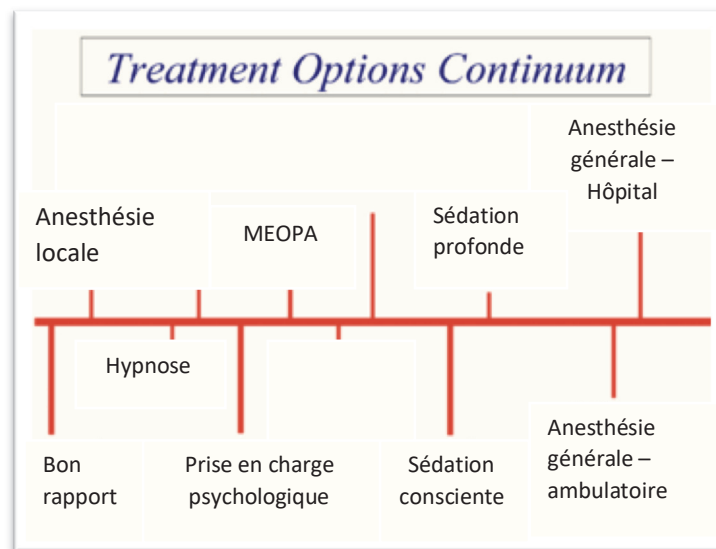 Treatment Options Continuum
Anesthésie
générale –
Hôpital
Anesthésie
locale
MEOPA
Sédation
profonde
Hypnose
Bon
rapport
Prise en charge
psychologique
Sédation
consciente
Anesthésie
générale –
ambulatoire